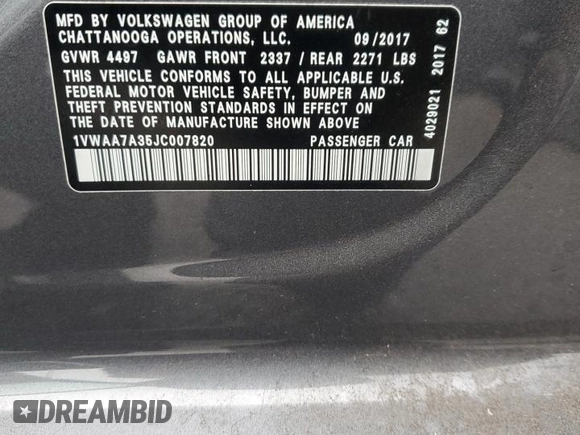 MFD BY VOLKSWAGEN GROUP OF AMERICA
CHATTANOOGA OPERATIONS, LLC. 09/2017
GVWR 4497 GAWR FRONT 2337 / REAR 2271 LBS
THIS VEHICLE CONFORMS TO ALL APPLICABLE U.S.
FEDERAL MOTOR VEHICLE SAFETY, BUMPER AND
THEFT PREVENTION STANDARDS IN EFFECT ON
THE DATE OF MANUFACTURE SHOWN ABOVE
1VWAA7A35JC007820 PASSENGER CAR
4029021 2017 62
DREAMBID